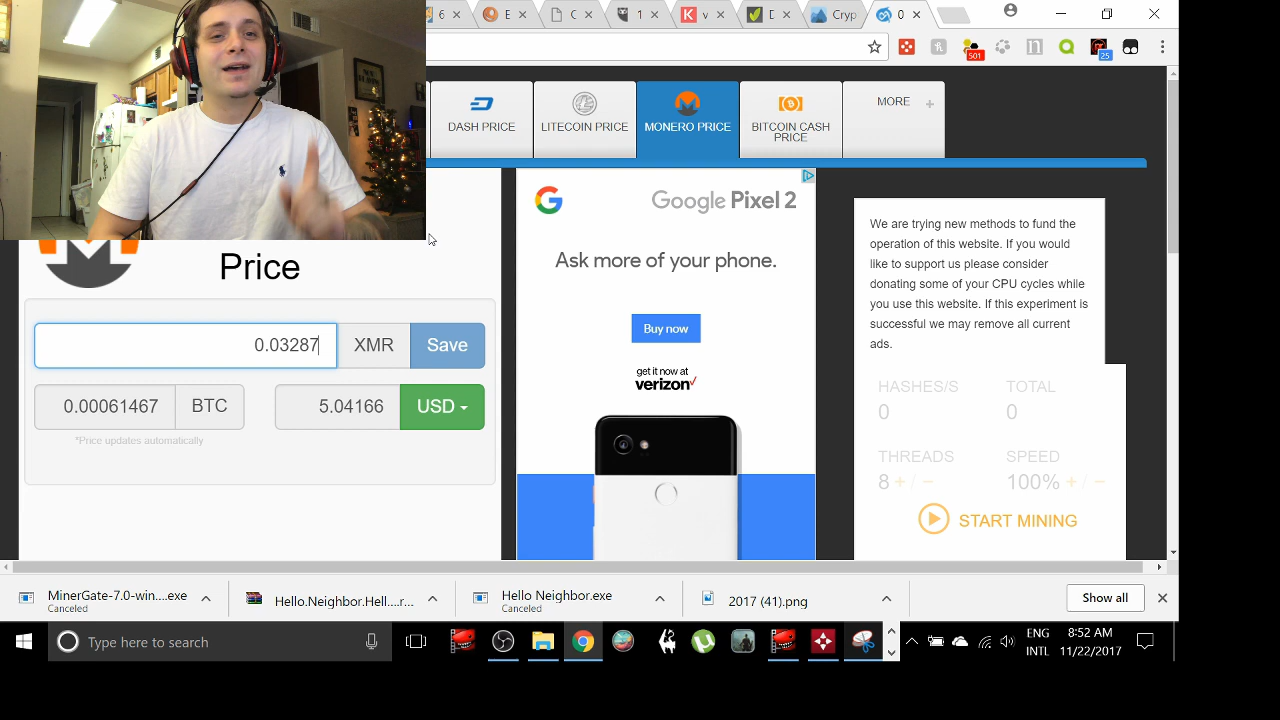 6
E
C
1
v
D
Cryp
0
501
25
DASH PRICE
LITECOIN PRICE
MONERO PRICE
BITCOIN CASH
PRICE
MORE +
Price
0.03287
XMR
Save
0.00061467
BTC
5.04166
USD
*Price updates automatically
Google Pixel 2
Ask more of your phone.
Buy now
get it now at
verizon
We are trying new methods to fund the
operation of this website. If you would
like to support us please consider
donating some of your CPU cycles while
you use this website. If this experiment is
successful we may remove all current
ads.
HASHES/S
TOTAL
0
0
THREADS
SPEED
8 + / −
100% + / −
START MINING
MinerGate-7.0-win....exe
Canceled
Hello.Neighbor.Hell....r...
Hello Neighbor.exe
Canceled
2017 (41).png
Show all
Type here to search
ENG
INTL
8:52 AM
11/22/2017